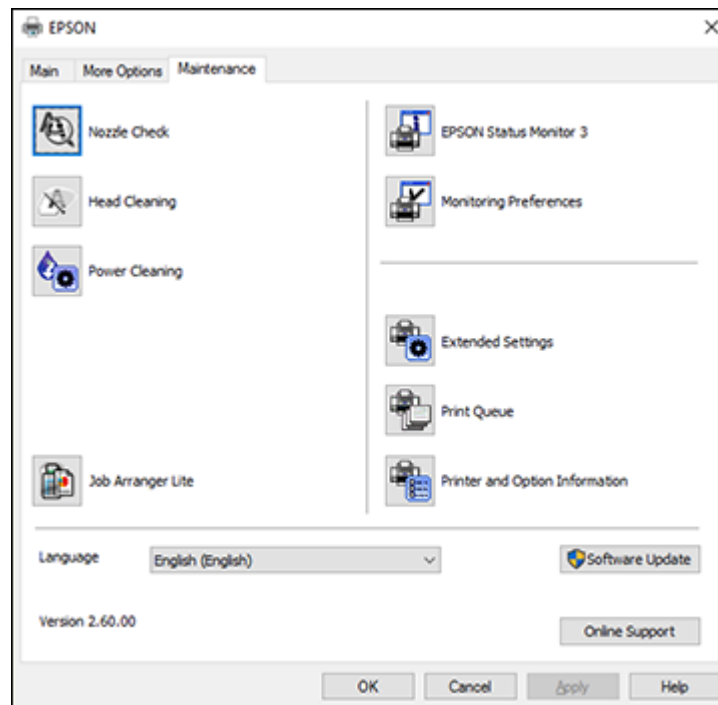 EPSON
Main More Options Maintenance
Nozzle Check
Head Cleaning
Power Cleaning
Job Arranger Lite
EPSON Status Monitor 3
Monitoring Preferences
Extended Settings
Print Queue
Printer and Option Information
Language English (English) Software Update
Version 2.60.00
Online Support
OK Cancel Apply Help